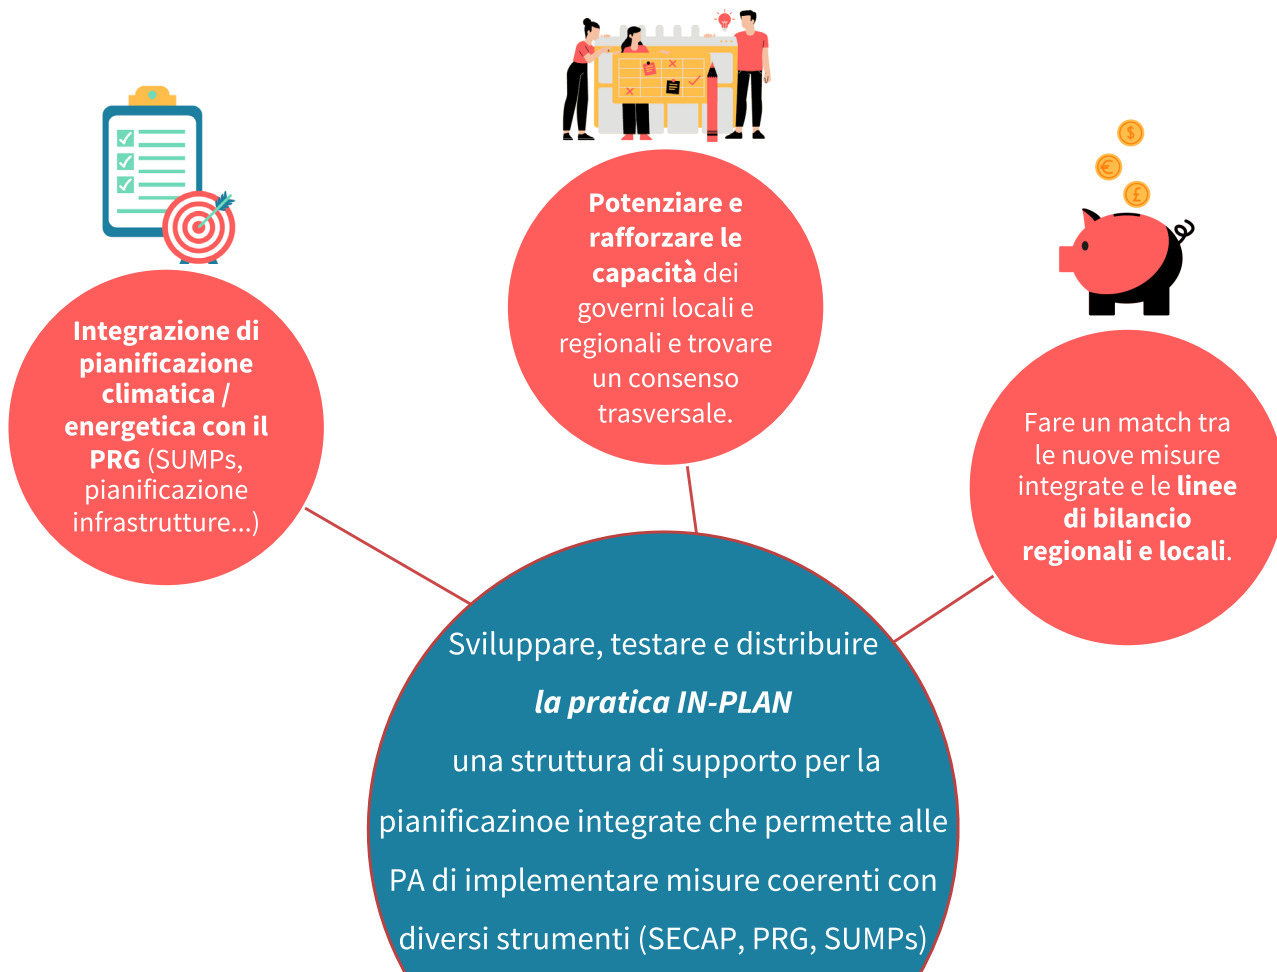 Potenziare e
rafforzare le
capacità dei
governi locali e
regionali e trovare
un consenso
trasversale.
Integrazione di
pianificazione
climatica /
energetica con il
PRG (SUMPs,
pianificazione
infrastrutture...)
Fare un match tra
le nuove misure
integrate e le linee
di bilancio
regionali e locali.
Sviluppare, testare e distribuire
la pratica IN-PLAN
una struttura di supporto per la
pianificazinoe integrate che permette alle
PA di implementare misure coerenti con
diversi strumenti (SECAP, PRG, SUMPs)